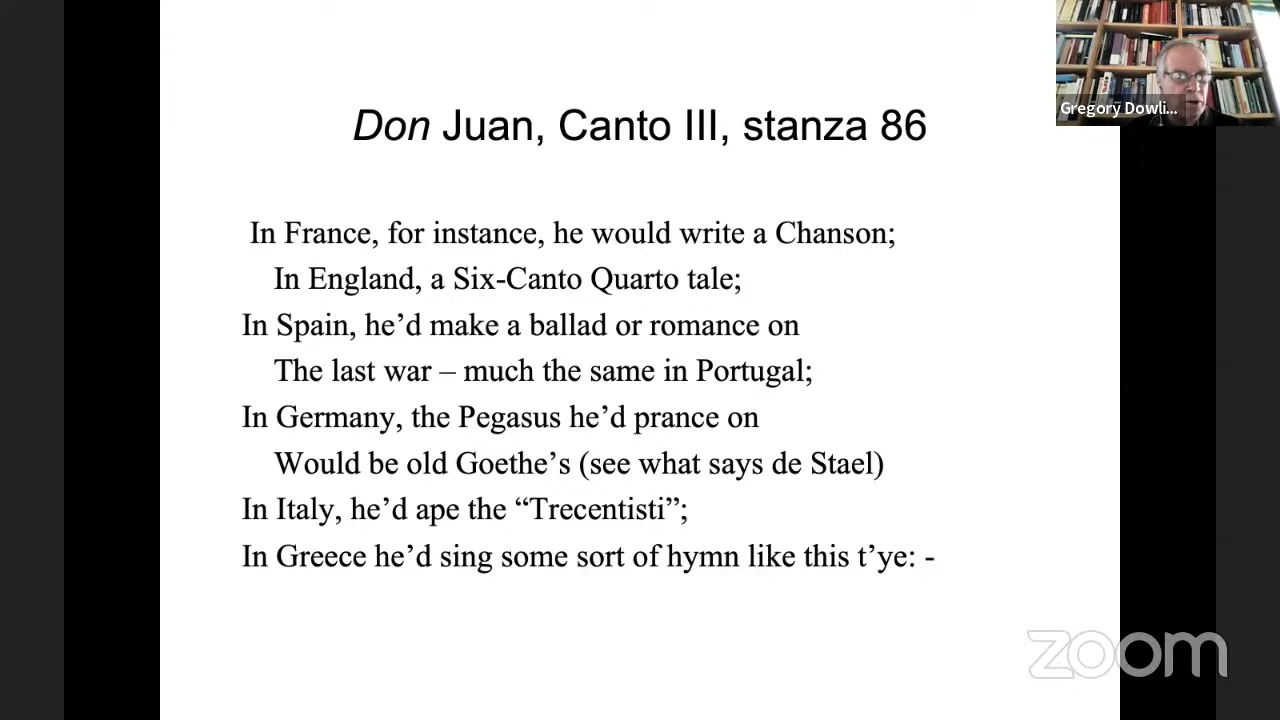 Don Juan, Canto III, stanza 86
Gregory Dowli...
In France, for instance, he would write a Chanson;
In England, a Six-Canto Quarto tale;
In Spain, he’d make a ballad or romance on
The last war – much the same in Portugal;
In Germany, the Pegasus he’d prance on
Would be old Goethe’s (see what says de Stael)
In Italy, he’d ape the “Trecentisti”;
In Greece he’d sing some sort of hymn like this t’ye: -
zoom